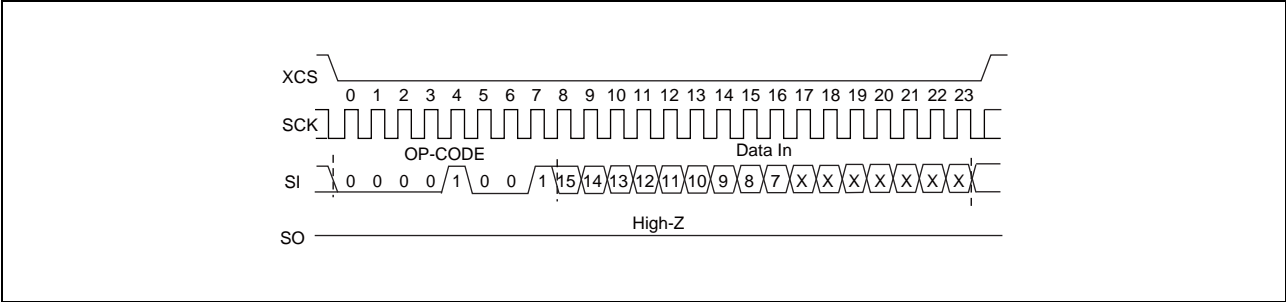 XCS
0 1 2 3 4 5 6 7 8 9 10 11 12 13 14 15 16 17 18 19 20 21 22 23
SCK
OP-CODE Data In
SI 0 0 0 0 1 0 0 1 15 14 13 12 11 10 9 8 7 X X X X X X X
High-Z
SO